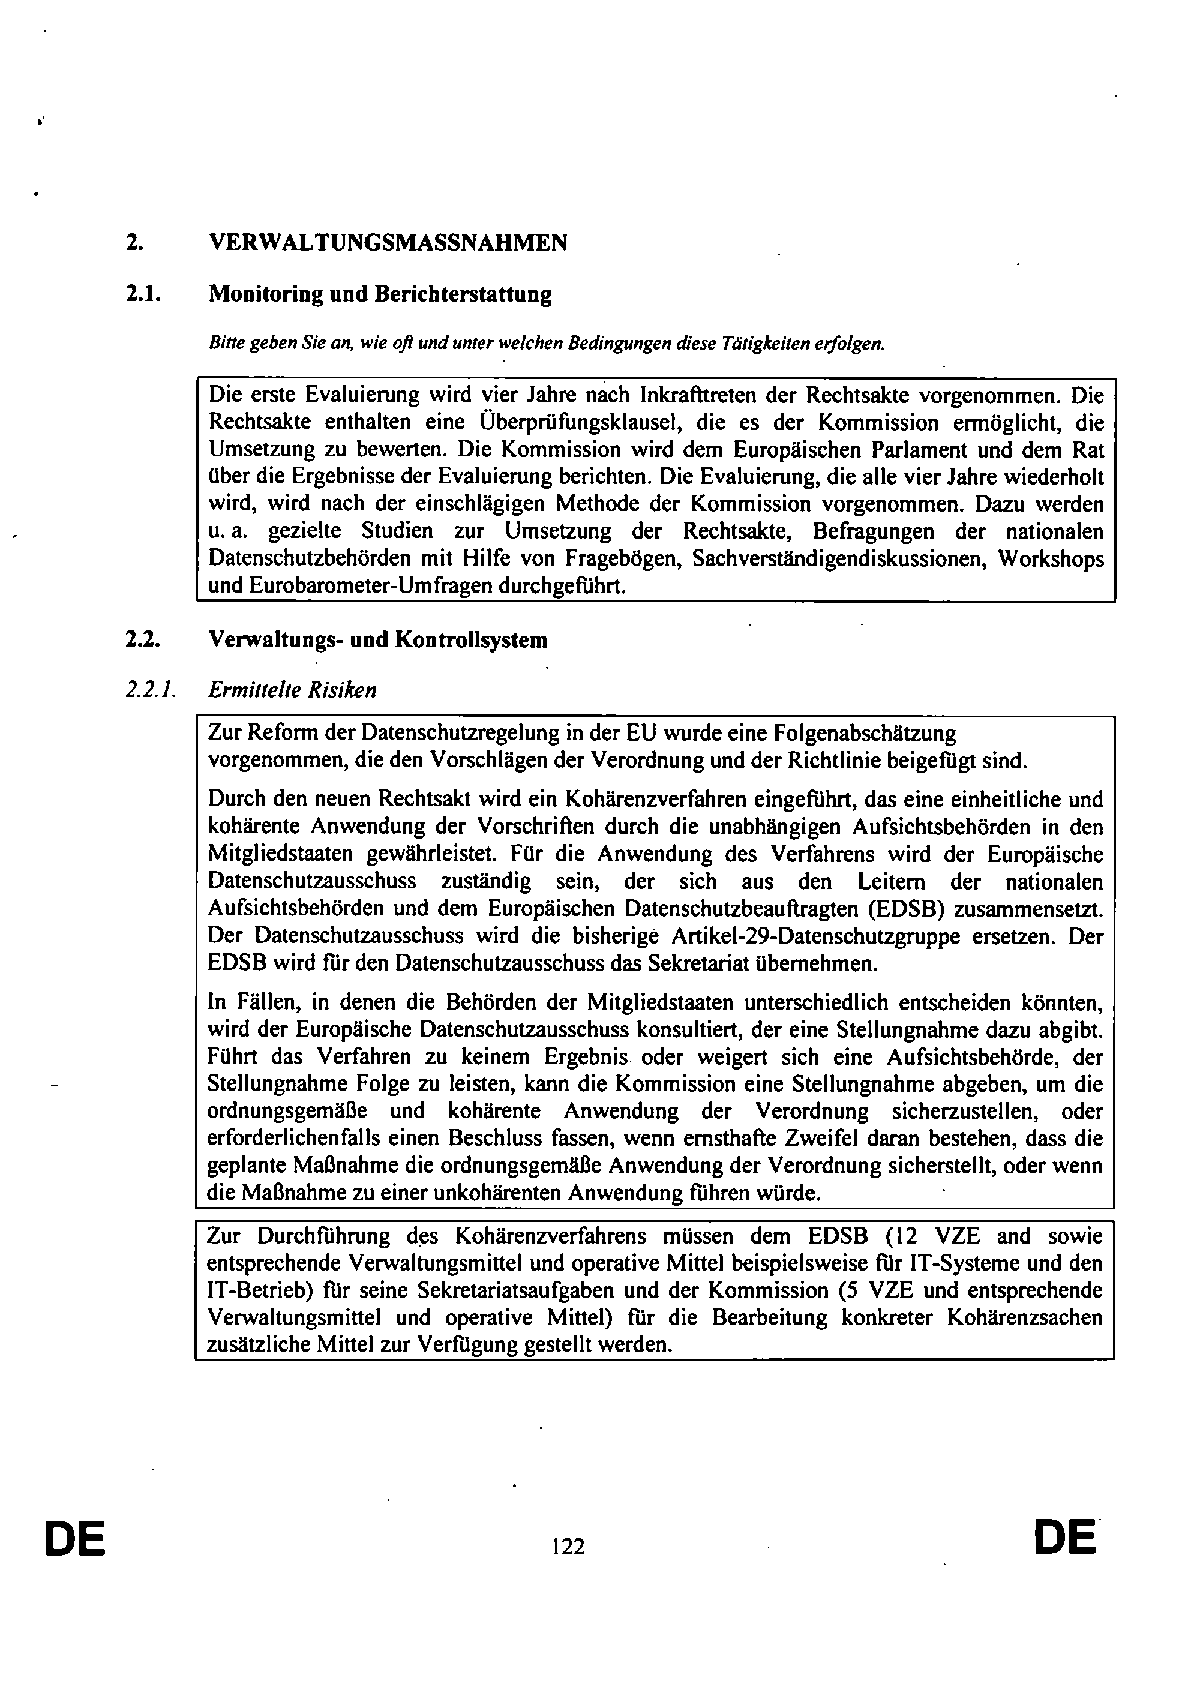 2. VERWALTUNGSMASSNAHMEN
2.1. Monitoring und Berichterstattung
Bitte geben Sie an, wie oft und unter welchen Bedingungen diese Tätigkeiten erfolgen.
Die erste Evaluierung wird vier Jahre nach Inkrafttreten der Rechtsakte vorgenommen. Die
Rechtsakte enthalten eine Überprüfungsklausel, die es der Kommission ermöglicht, die
Umsetzung zu bewerten. Die Kommission wird dem Europäischen Parlament und dem Rat
über die Ergebnisse der Evaluierung berichten. Die Evaluierung, die alle vier Jahre wiederholt
wird, wird nach der einschlägigen Methode der Kommission vorgenommen. Dazu werden
u. a. gezielte Studien zur Umsetzung der Rechtsakte, Befragungen der nationalen
Datenschutzbehörden mit Hilfe von Fragebögen, Sachverständigendiskussionen, Workshops
und Eurobarometer-Umfragen durchgeführt.
2.2. Verwaltungs- und Kontrollsystem
2.2.1. Ermittelte Risiken
Zur Reform der Datenschutzregelung in der EU wurde eine Folgenabschätzung
vorgenommen, die den Vorschlägen der Verordnung und der Richtlinie beigefügt sind.
Durch den neuen Rechtsakt wird ein Kohärenzverfahren eingeführt, das eine einheitliche und
kohärente Anwendung der Vorschriften durch die unabhängigen Aufsichtsbehörden in den
Mitgliedstaaten gewährleistet. Für die Anwendung des Verfahrens wird der Europäische
Datenschutzausschuss zuständig sein, der sich aus den Leitern der nationalen
Aufsichtsbehörden und dem Europäischen Datenschutzbeauftragten (EDSB) zusammensetzt.
Der Datenschutzausschuss wird die bisherige Artikel-29-Datenschutzgruppe ersetzen. Der
EDSB wird für den Datenschutzausschuss das Sekretariat übernehmen.
In Fällen, in denen die Behörden der Mitgliedstaaten unterschiedlich entscheiden könnten,
wird der Europäische Datenschutzausschuss konsultiert, der eine Stellungnahme dazu abgibt.
Führt das Verfahren zu keinem Ergebnis oder weigert sich eine Aufsichtsbehörde, der
Stellungnahme Folge zu leisten, kann die Kommission eine Stellungnahme abgeben, um die
ordnungsgemäße und kohärente Anwendung der Verordnung sicherzustellen, oder
erforderlichenfalls einen Beschluss fassen, wenn ernsthafte Zweifel daran bestehen, dass die
geplante Maßnahme die ordnungsgemäße Anwendung der Verordnung sicherstellt, oder wenn
die Maßnahme zu einer unkohärenten Anwendung führen würde.
Zur Durchführung des Kohärenzverfahrens müssen dem EDSB (12 VZE and sowie
entsprechende Verwaltungsmittel und operative Mittel beispielsweise für IT-Systeme und den
IT-Betrieb) für seine Sekretariatsaufgaben und der Kommission (5 VZE und entsprechende
Verwaltungsmittel und operative Mittel) für die Bearbeitung konkreter Kohärenzsachen
zusätzliche Mittel zur Verfügung gestellt werden.
DE 122 DE